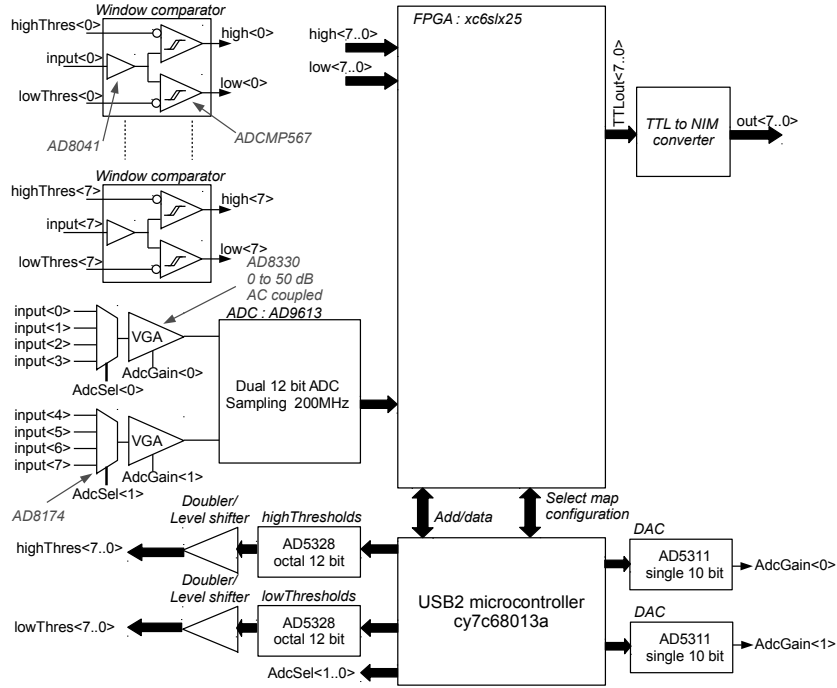 Window comparator
highThres<0>
high<0>
input<0>
low<0>
lowThres<0>
AD8041
ADCMP567
Window comparator
highThres<7>
high<7>
input<7>
low<7>
lowThres<7>
AD8330
0 to 50 dB
AC coupled
input<0>
input<1>
input<2>
input<3>
VGA
AdcSel<0>
AdcGain<0>
input<4>
input<5>
input<6>
input<7>
VGA
AdcGain<1>
AdcSel<1>
AD8174
ADC : AD9613
Dual 12 bit ADC
Sampling 200MHz
FPGA : xc6slx25
high<7..0>
low<7..0>
TTLout<7..0>
TTL to NIM
converter
out<7..0>
Add/data
Select map
configuration
Doubler/
Level shifter
highThresholds
AD5328
octal 12 bit
highThres<7..0>
Doubler/
Level shifter
lowThresholds
AD5328
octal 12 bit
lowThres<7..0>
AdcSel<1..0>
USB2 microcontroller
cy7c68013a
DAC
AD5311
single 10 bit
AdcGain<0>
DAC
AD5311
single 10 bit
AdcGain<1>